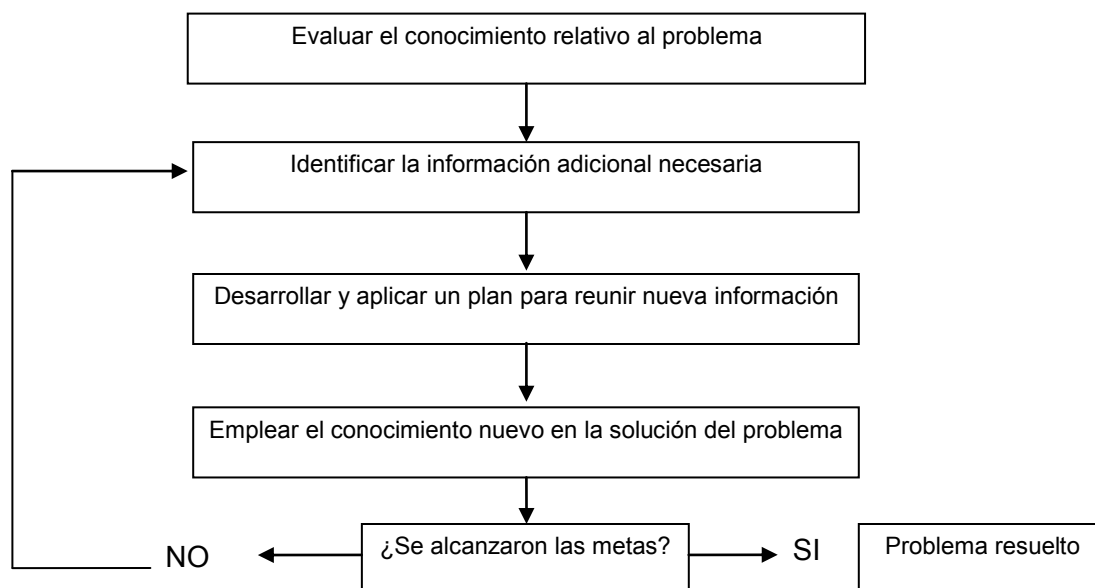 Evaluar el conocimiento relativo al problema
Identificar la información adicional necesaria
Desarrollar y aplicar un plan para reunir nueva información
Emplear el conocimiento nuevo en la solución del problema
NO
¿Se alcanzaron las metas?
SI
Problema resuelto